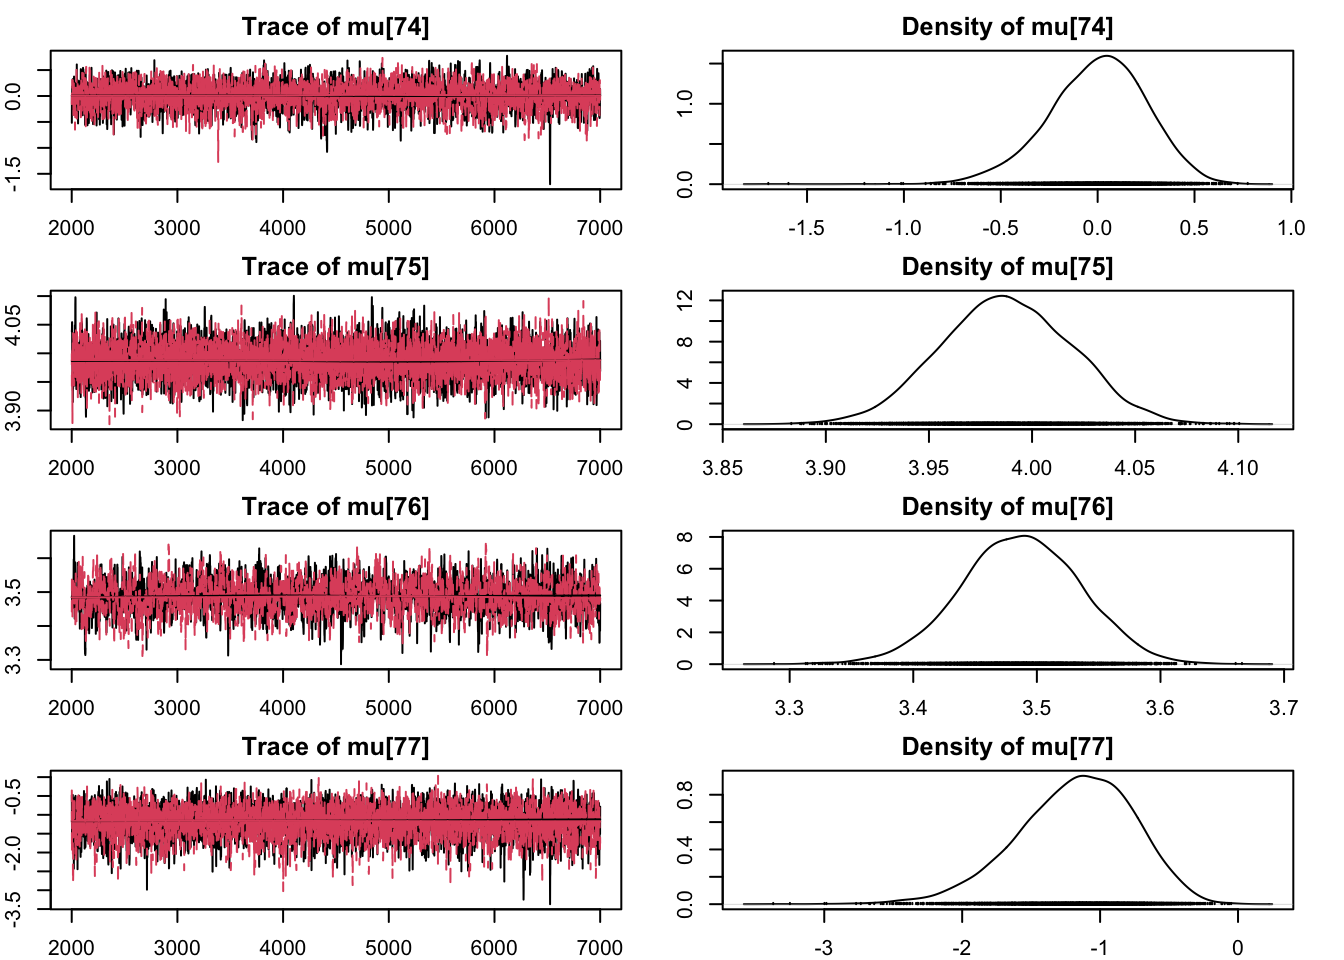 Trace of mu[74]
0.0
-1.5
2000 3000 4000 5000 6000 7000
Density of mu[74]
1.0
0.0
-1.5 -1.0 -0.5 0.0 0.5 1.0
Trace of mu[75]
4.05
3.90
2000 3000 4000 5000 6000 7000
Density of mu[75]
12
8
4
0
3.85 3.90 3.95 4.00 4.05 4.10
Trace of mu[76]
3.5
3.3
2000 3000 4000 5000 6000 7000
Density of mu[76]
8
6
4
2
0
3.3 3.4 3.5 3.6 3.7
Trace of mu[77]
-0.5
-2.0
-3.5
2000 3000 4000 5000 6000 7000
Density of mu[77]
0.8
0.4
0.0
-3 -2 -1 0